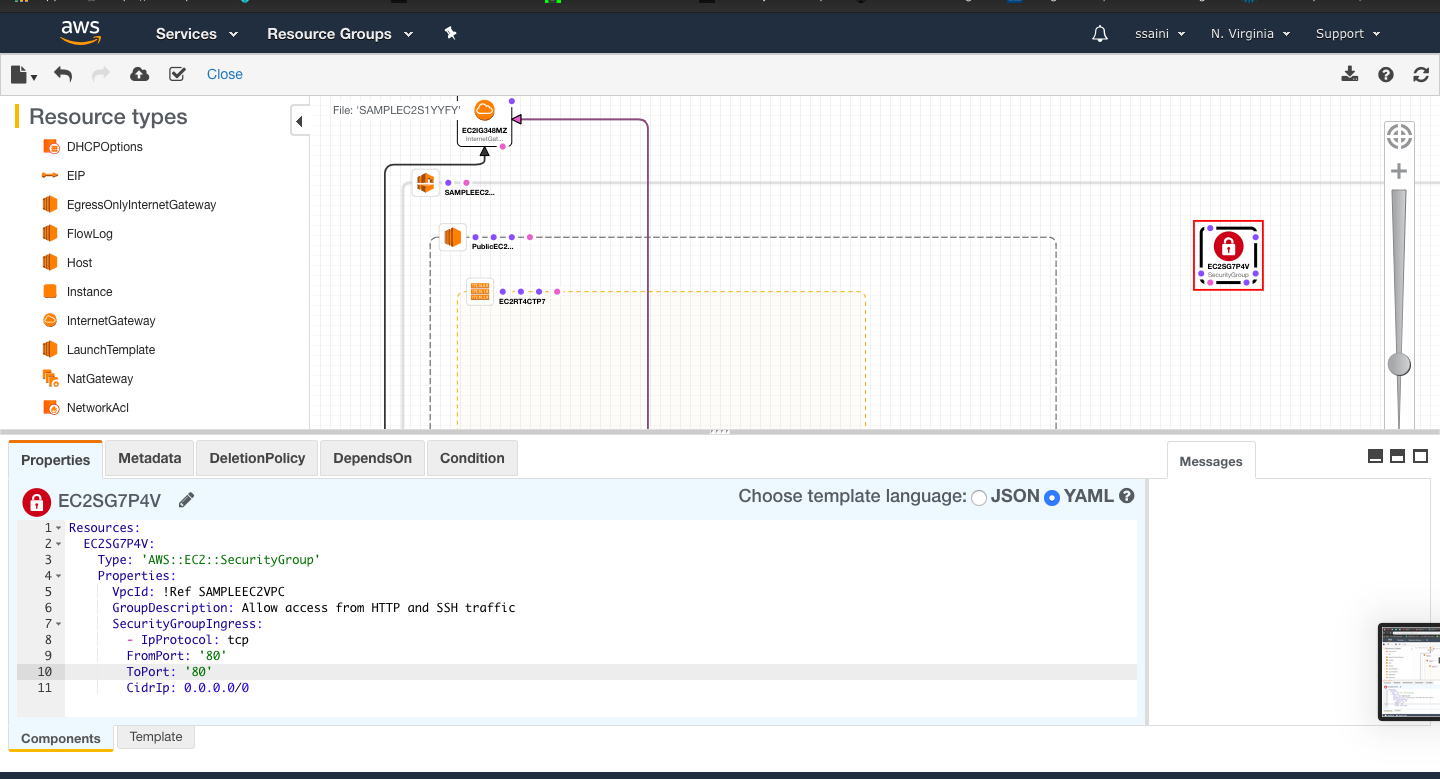 aws
Services
Resource Groups
ssaini
N. Virginia
Support
Close
Resource types
DHCPOptions
EIP
EgressOnlyInternetGateway
FlowLog
Host
Instance
InternetGateway
LaunchTemplate
NatGateway
NetworkAcl
File: 'SAMPLEC2S1YYFY'
EC2IG348MZ
InternetGat...
SAMPLEEC2...
PublicEC2...
EC2RT4CTP7
EC2SG7P4V
SecurityGroup
Properties
Metadata
DeletionPolicy
DependsOn
Condition
Messages
EC2SG7P4V
Choose template language: JSON YAML
1 Resources:
2 EC2SG7P4V:
3 Type: 'AWS::EC2::SecurityGroup'
4 Properties:
5 VpcId: !Ref SAMPLEEC2VPC
6 GroupDescription: Allow access from HTTP and SSH traffic
7 SecurityGroupIngress:
8 - IpProtocol: tcp
9 FromPort: '80'
10 ToPort: '80'
11 CidrIp: 0.0.0.0/0
Components
Template